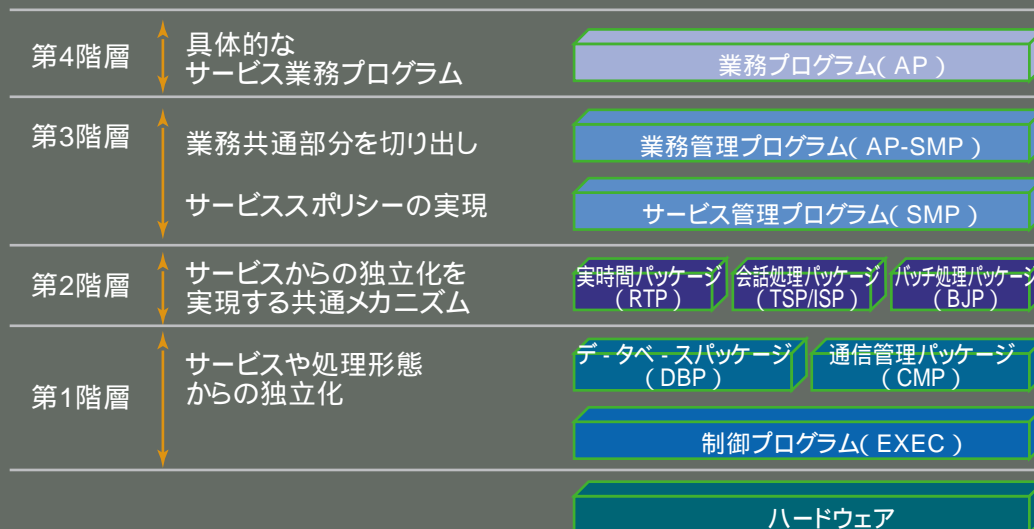 第4階層
具体的な
サービス業務プログラム
業務プログラム( AP )
第3階層
業務共通部分を切り出し
業務管理プログラム( AP-SMP )
サービススポリシーの実現
サービス管理プログラム( SMP )
第2階層
サービスからの独立化を
実現する共通メカニズム
実時間パッケージ
( RTP )
会話処理パッケージ
( TSP/ISP )
バッチ処理パッケージ
( BJP )
第1階層
サービスや処理形態
からの独立化
デ - タベ - スパッケージ
( DBP )
通信管理パッケージ
( CMP )
制御プログラム( EXEC )
ハードウェア